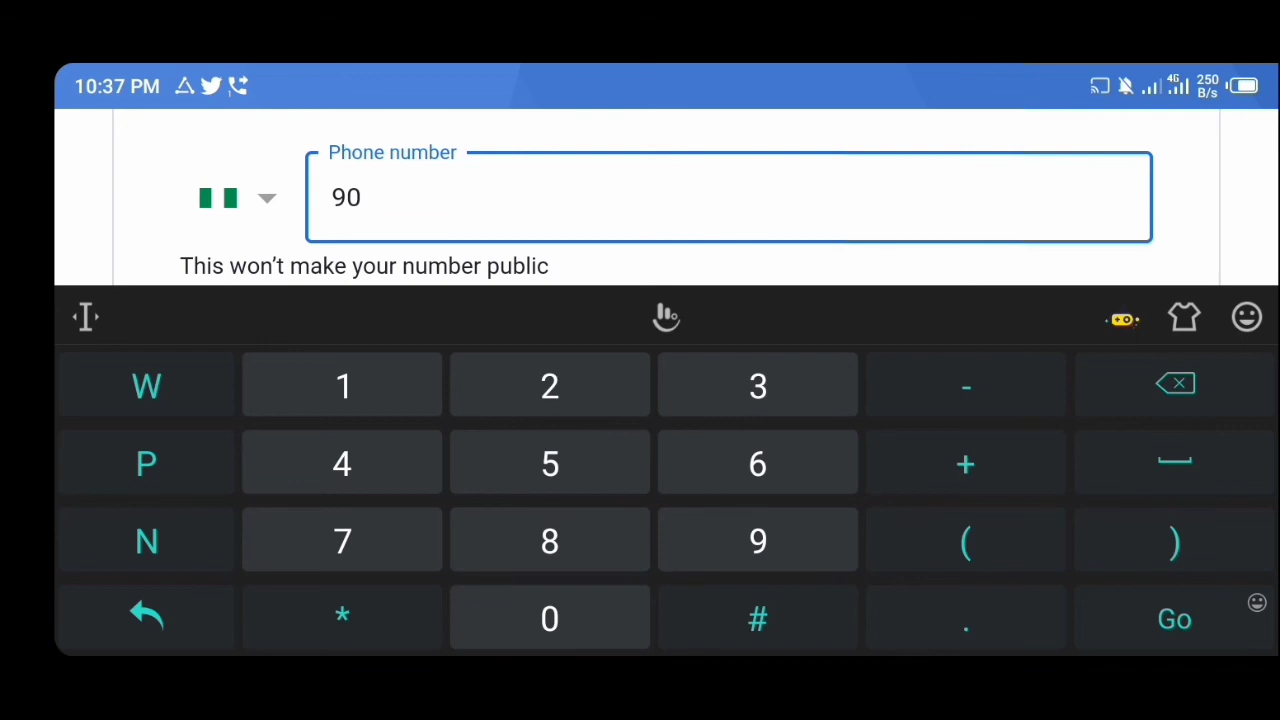 10:37 PM 4G 250 B/s
Phone number
90
This won’t make your number public
W 1 2 3 -
P 4 5 6 +
N 7 8 9 ( )
* 0 # . Go